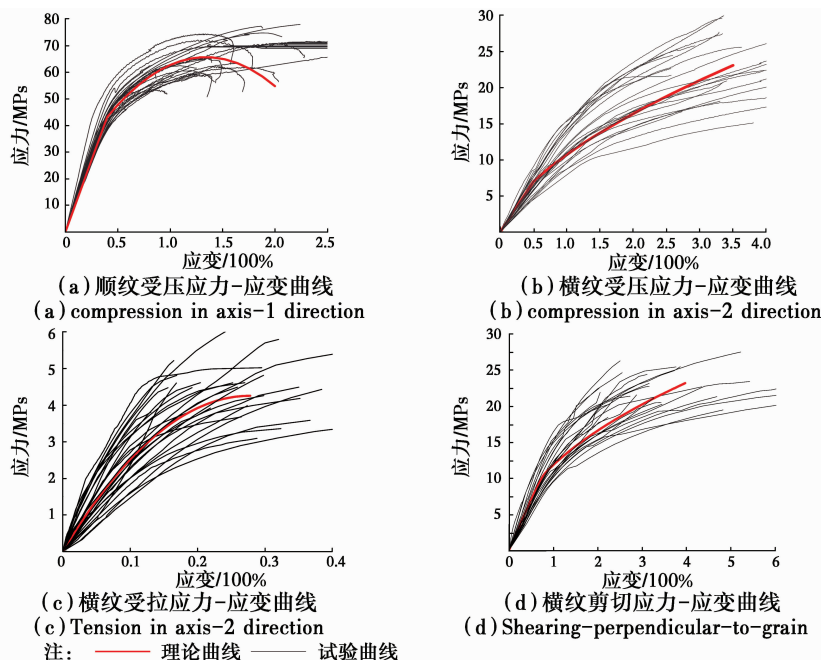 80
70
60
50
40
30
20
10
应力/MPs
0 0.5 1.0 1.5 2.0 2.5
应变/100%
(a)顺纹受压应力-应变曲线
(a)compression in axis-1 direction
30
25
20
15
10
5
应力/MPs
0 0.5 1.0 1.5 2.0 2.5 3.0 3.5 4.0
应变/100%
(b)横纹受压应力-应变曲线
(b)compression in axis-2 direction
6
5
4
3
2
1
应力/MPs
0 0.1 0.2 0.3 0.4
应变/100%
(c)横纹受拉应力-应变曲线
(c)Tension in axis-2 direction
30
25
20
15
10
5
应力/MPs
0 1 2 3 4 5 6
应变/100%
(d)横纹剪切应力-应变曲线
(d)Shearing-perpendicular-to-grain
注: 理论曲线 试验曲线